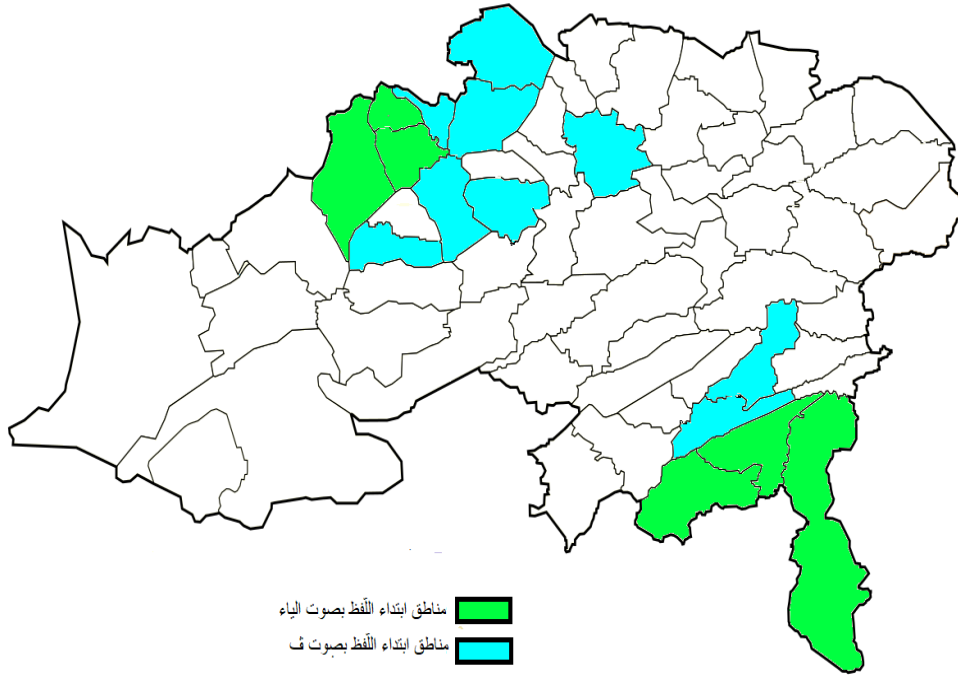 مناطق ابتداء اللّفظ بصوت الياء
مناطق ابتداء اللّفظ بصوت ڤ